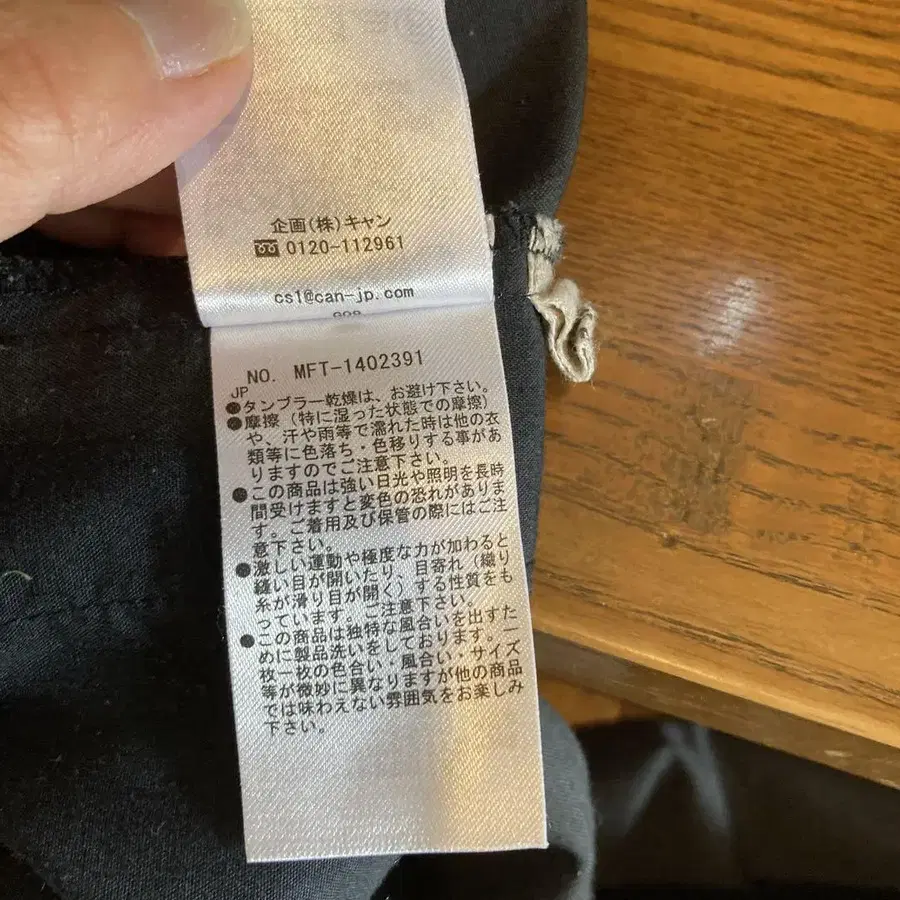 企画(株)キャン
0120-112961
cs1@can-jp.com
NO. MFT-1402391
JP
●タンブラー乾燥は、お避け下さい。
●摩擦(特に湿った状態での摩擦)
や、汗や雨等で濡れた時は他の衣
類等に色落ち・色移りする事があ
りますのでご注意下さい。
●この商品は強い日光や照明を長時
間受けますと変色の恐れがありま
す。ご着用及び保管の際にはご注
意下さい。
●激しい運動や極度な力が加わると
縫い目が開いたり、目寄れ(織り
糸が滑り目が開く)する性質をも
っています。ご注意下さい。
●この商品は独特な風合いを出すた
めに製品洗いをしております。一
枚一枚の色合い・風合い・サイズ
等が微妙に異なりますが他の商品
では味わえない雰囲気をお楽しみ
下さい。